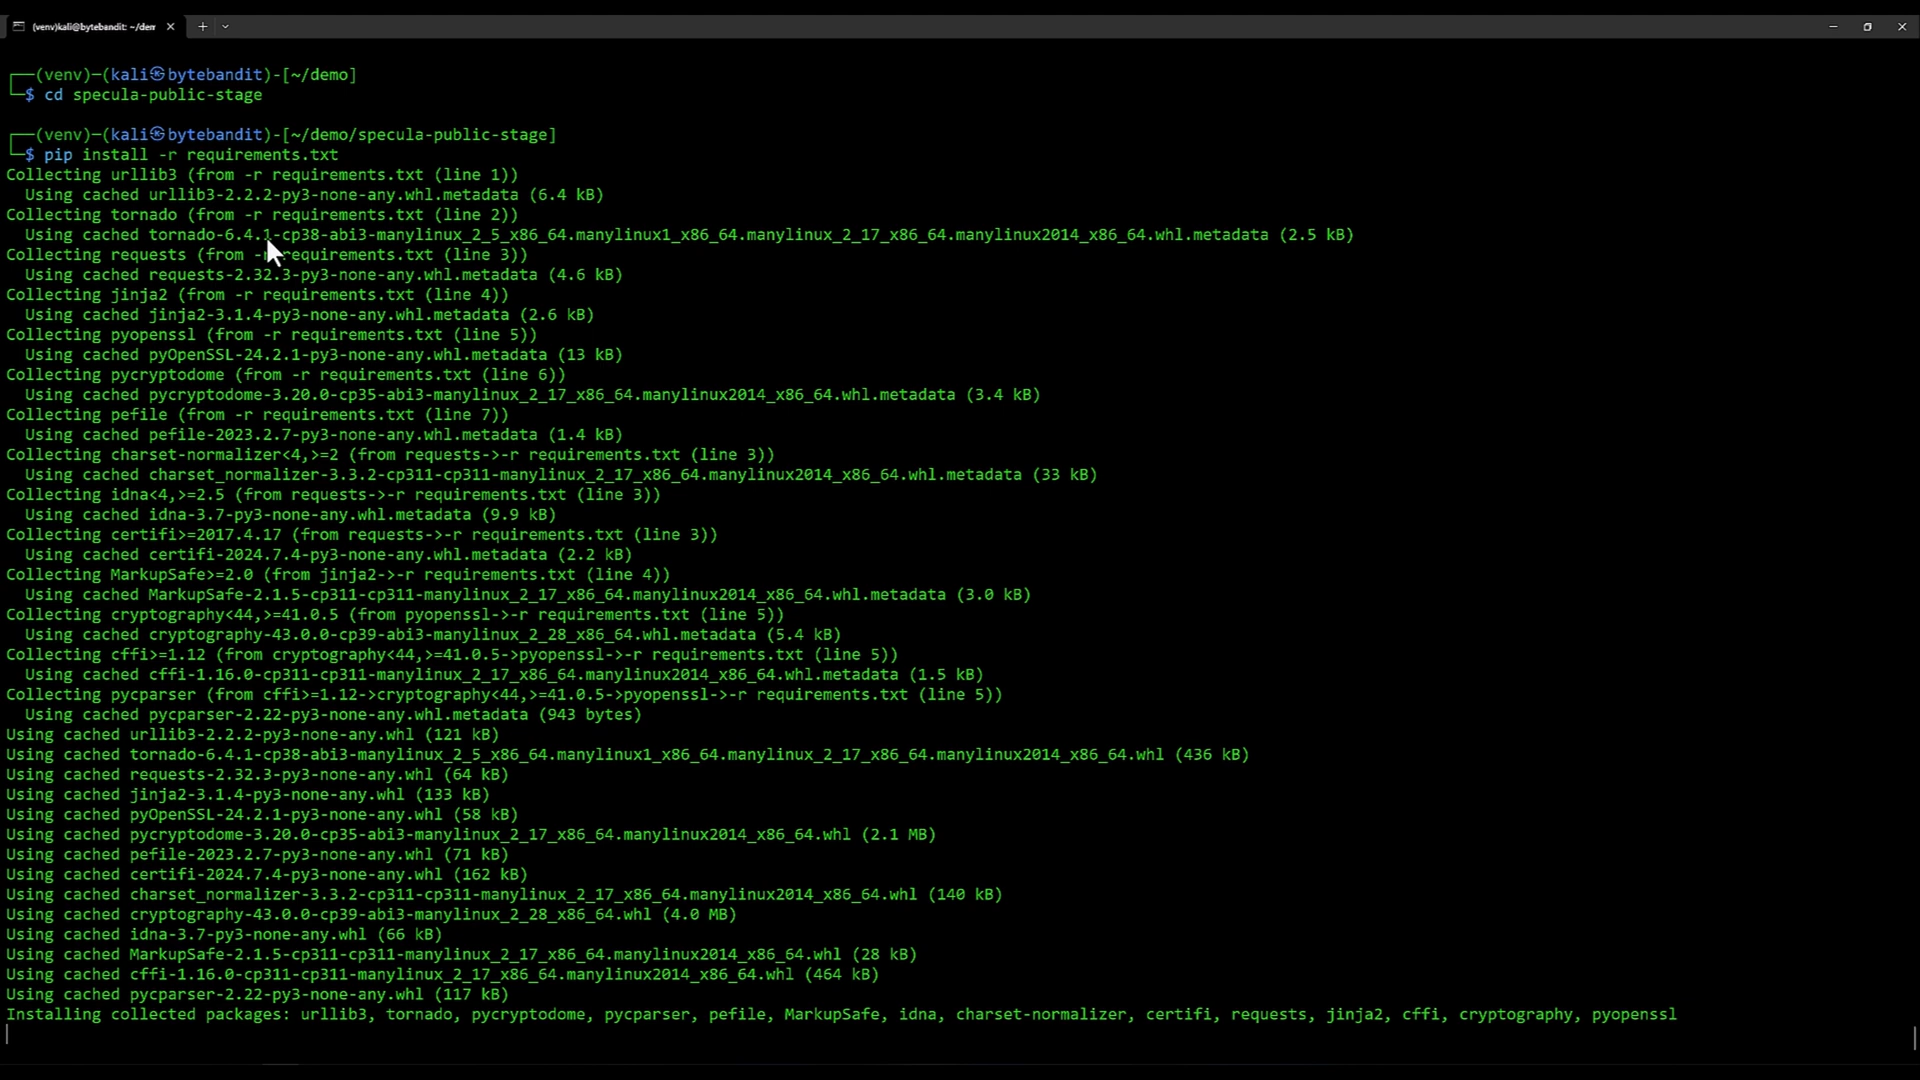 (venv)kali@bytebandit: ~/dem
(venv)-(kali㉿bytebandit)-[~/demo]
$ cd specula-public-stage
(venv)-(kali㉿bytebandit)-[~/demo/specula-public-stage]
$ pip install -r requirements.txt
Collecting urllib3 (from -r requirements.txt (line 1))
Using cached urllib3-2.2.2-py3-none-any.whl.metadata (6.4 kB)
Collecting tornado (from -r requirements.txt (line 2))
Using cached tornado-6.4.1-cp38-abi3-manylinux_2_5_x86_64.manylinux1_x86_64.manylinux_2_17_x86_64.manylinux2014_x86_64.whl.metadata (2.5 kB)
Collecting requests (from -r requirements.txt (line 3))
Using cached requests-2.32.3-py3-none-any.whl.metadata (4.6 kB)
Collecting jinja2 (from -r requirements.txt (line 4))
Using cached jinja2-3.1.4-py3-none-any.whl.metadata (2.6 kB)
Collecting pyopenssl (from -r requirements.txt (line 5))
Using cached pyOpenSSL-24.2.1-py3-none-any.whl.metadata (13 kB)
Collecting pycryptodome (from -r requirements.txt (line 6))
Using cached pycryptodome-3.20.0-cp35-abi3-manylinux_2_17_x86_64.manylinux2014_x86_64.whl.metadata (3.4 kB)
Collecting pefile (from -r requirements.txt (line 7))
Using cached pefile-2023.2.7-py3-none-any.whl.metadata (1.4 kB)
Collecting charset-normalizer<4,>=2 (from requests->-r requirements.txt (line 3))
Using cached charset_normalizer-3.3.2-cp311-cp311-manylinux_2_17_x86_64.manylinux2014_x86_64.whl.metadata (33 kB)
Collecting idna<4,>=2.5 (from requests->-r requirements.txt (line 3))
Using cached idna-3.7-py3-none-any.whl.metadata (9.9 kB)
Collecting certifi>=2017.4.17 (from requests->-r requirements.txt (line 3))
Using cached certifi-2024.7.4-py3-none-any.whl.metadata (2.2 kB)
Collecting MarkupSafe>=2.0 (from jinja2->-r requirements.txt (line 4))
Using cached MarkupSafe-2.1.5-cp311-cp311-manylinux_2_17_x86_64.manylinux2014_x86_64.whl.metadata (3.0 kB)
Collecting cryptography<44,>=41.0.5 (from pyopenssl->-r requirements.txt (line 5))
Using cached cryptography-43.0.0-cp39-abi3-manylinux_2_28_x86_64.whl.metadata (5.4 kB)
Collecting cffi>=1.12 (from cryptography<44,>=41.0.5->pyopenssl->-r requirements.txt (line 5))
Using cached cffi-1.16.0-cp311-cp311-manylinux_2_17_x86_64.manylinux2014_x86_64.whl.metadata (1.5 kB)
Collecting pycparser (from cffi>=1.12->cryptography<44,>=41.0.5->pyopenssl->-r requirements.txt (line 5))
Using cached pycparser-2.22-py3-none-any.whl.metadata (943 bytes)
Using cached urllib3-2.2.2-py3-none-any.whl (121 kB)
Using cached tornado-6.4.1-cp38-abi3-manylinux_2_5_x86_64.manylinux1_x86_64.manylinux_2_17_x86_64.manylinux2014_x86_64.whl (436 kB)
Using cached requests-2.32.3-py3-none-any.whl (64 kB)
Using cached jinja2-3.1.4-py3-none-any.whl (133 kB)
Using cached pyOpenSSL-24.2.1-py3-none-any.whl (58 kB)
Using cached pycryptodome-3.20.0-cp35-abi3-manylinux_2_17_x86_64.manylinux2014_x86_64.whl (2.1 MB)
Using cached pefile-2023.2.7-py3-none-any.whl (71 kB)
Using cached certifi-2024.7.4-py3-none-any.whl (162 kB)
Using cached charset_normalizer-3.3.2-cp311-cp311-manylinux_2_17_x86_64.manylinux2014_x86_64.whl (140 kB)
Using cached cryptography-43.0.0-cp39-abi3-manylinux_2_28_x86_64.whl (4.0 MB)
Using cached idna-3.7-py3-none-any.whl (66 kB)
Using cached MarkupSafe-2.1.5-cp311-cp311-manylinux_2_17_x86_64.manylinux2014_x86_64.whl (28 kB)
Using cached cffi-1.16.0-cp311-cp311-manylinux_2_17_x86_64.manylinux2014_x86_64.whl (464 kB)
Using cached pycparser-2.22-py3-none-any.whl (117 kB)
Installing collected packages: urllib3, tornado, pycryptodome, pycparser, pefile, MarkupSafe, idna, charset-normalizer, certifi, requests, jinja2, cffi, cryptography, pyopenssl